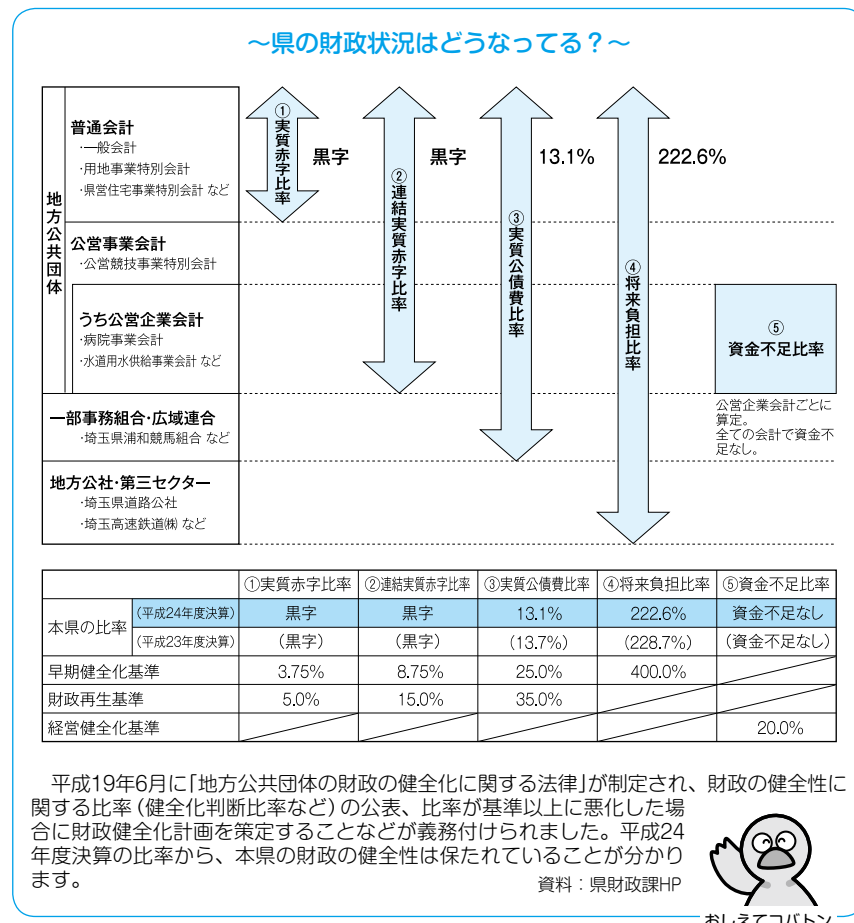 ～県の財政状況はどうなってる？～
地方公共団体
普通会計
・一般会計
・用地事業特別会計
・県営住宅事業特別会計 など
公営事業会計
・公営競技事業特別会計
うち公営企業会計
・病院事業会計
・水道用水供給事業会計 など
一部事務組合・広域連合
・埼玉県浦和競馬組合 など
地方公社・第三セクター
・埼玉県道路公社
・埼玉高速鉄道㈱ など
①実質赤字比率
黒字
②連結実質赤字比率
黒字
③実質公債費比率
13.1%
④将来負担比率
222.6%
⑤
資金不足比率
公営企業会計ごとに
算定。
全ての会計で資金不
足なし。
①実質赤字比率 ②連結実質赤字比率 ③実質公債費比率 ④将来負担比率 ⑤資金不足比率
本県の比率
(平成24年度決算) 黒字 黒字 13.1% 222.6% 資金不足なし
(平成23年度決算) (黒字) (黒字) (13.7%) (228.7%) (資金不足なし)
早期健全化基準 3.75% 8.75% 25.0% 400.0%
財政再生基準 5.0% 15.0% 35.0%
経営健全化基準 20.0%
平成19年6月に「地方公共団体の財政の健全化に関する法律」が制定され、財政の健全性に
関する比率（健全化判断比率など）の公表、比率が基準以上に悪化した場
合に財政健全化計画を策定することなどが義務付けられました。平成24
年度決算の比率から、本県の財政の健全性は保たれていることが分かり
ます。
資料：県財政課HP
おしえてコバトン